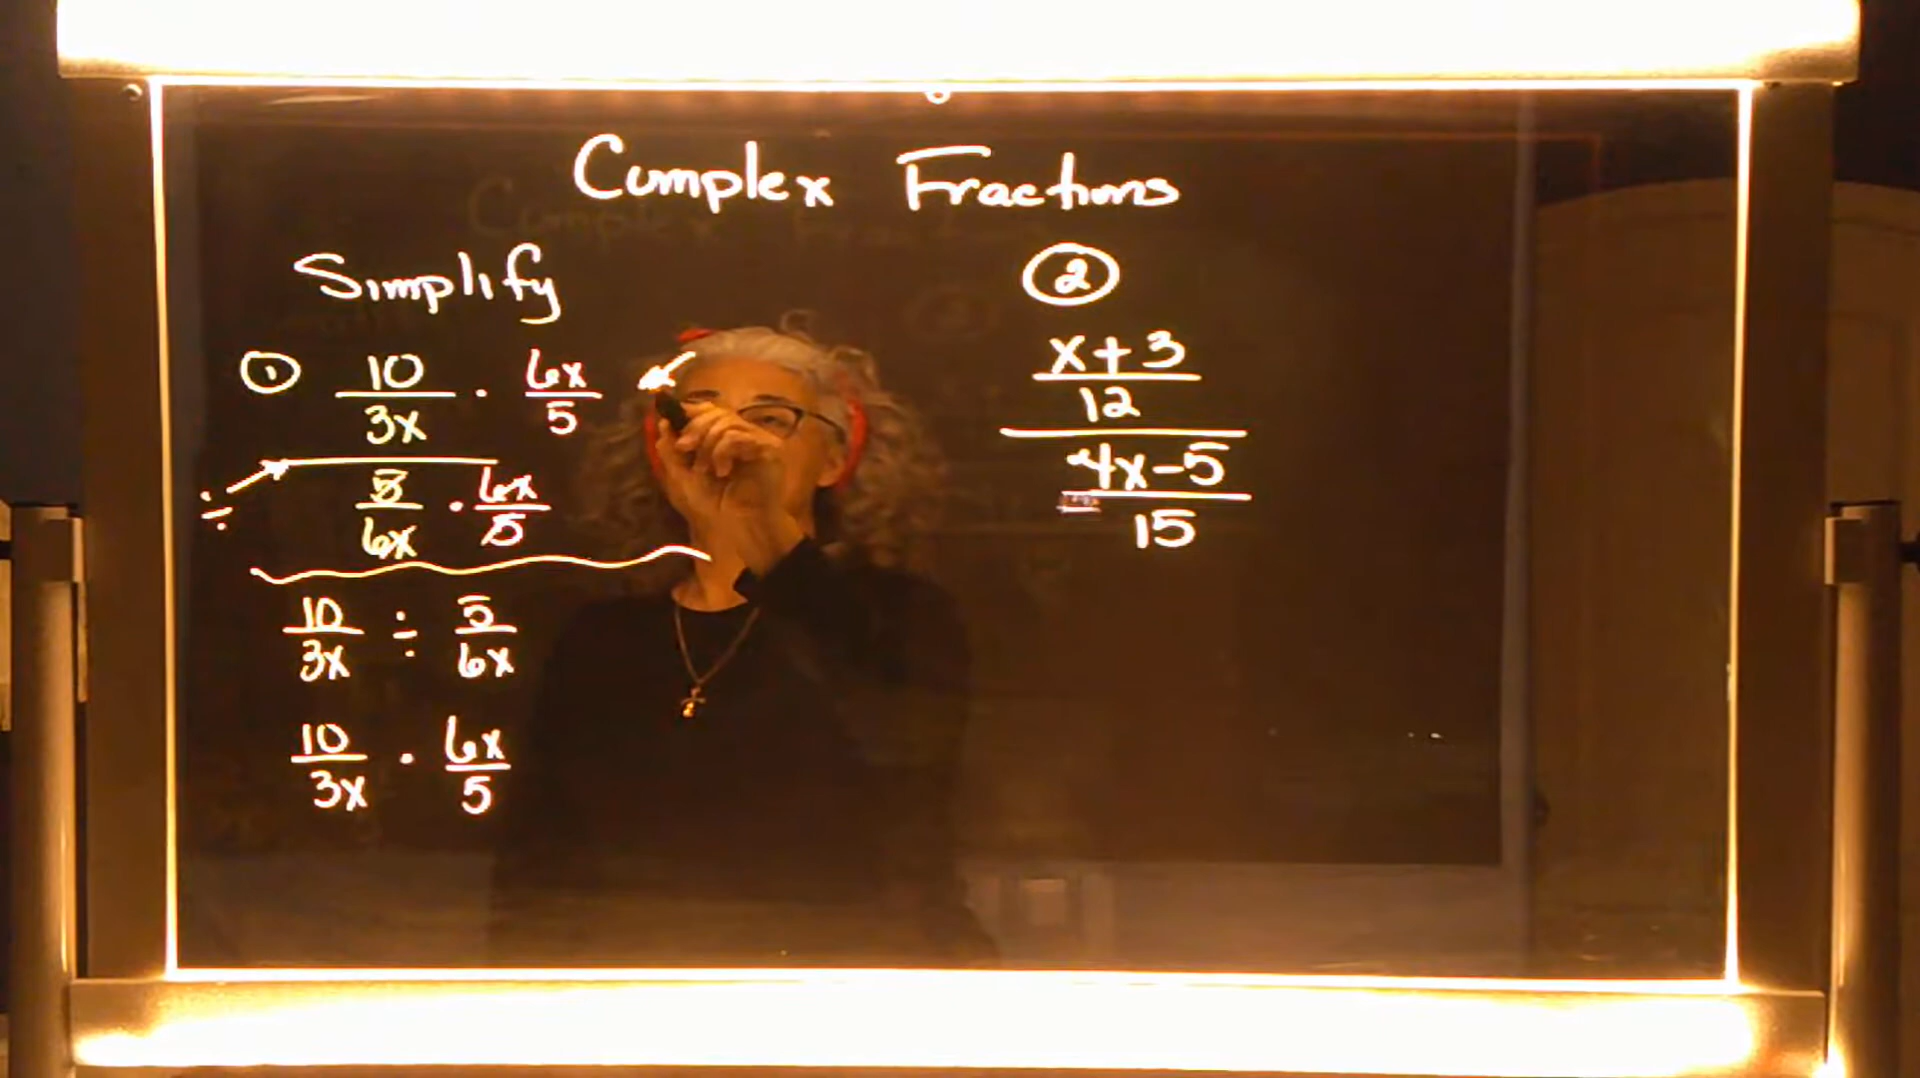 Complex Fractions
Simplify
① 10/3x · 6x/5
÷ 5/6x · 6x/5
10/3x ÷ 5/6x
10/3x · 6x/5
②
x+3
12
4x-5
15